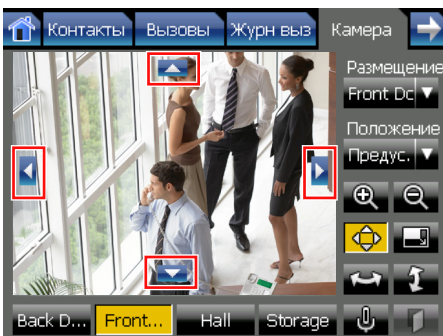 Контакты Вызовы Журн выз Камера
Размещение
Front Dc
Положение
Предус.
Back D... Front... Hall Storage